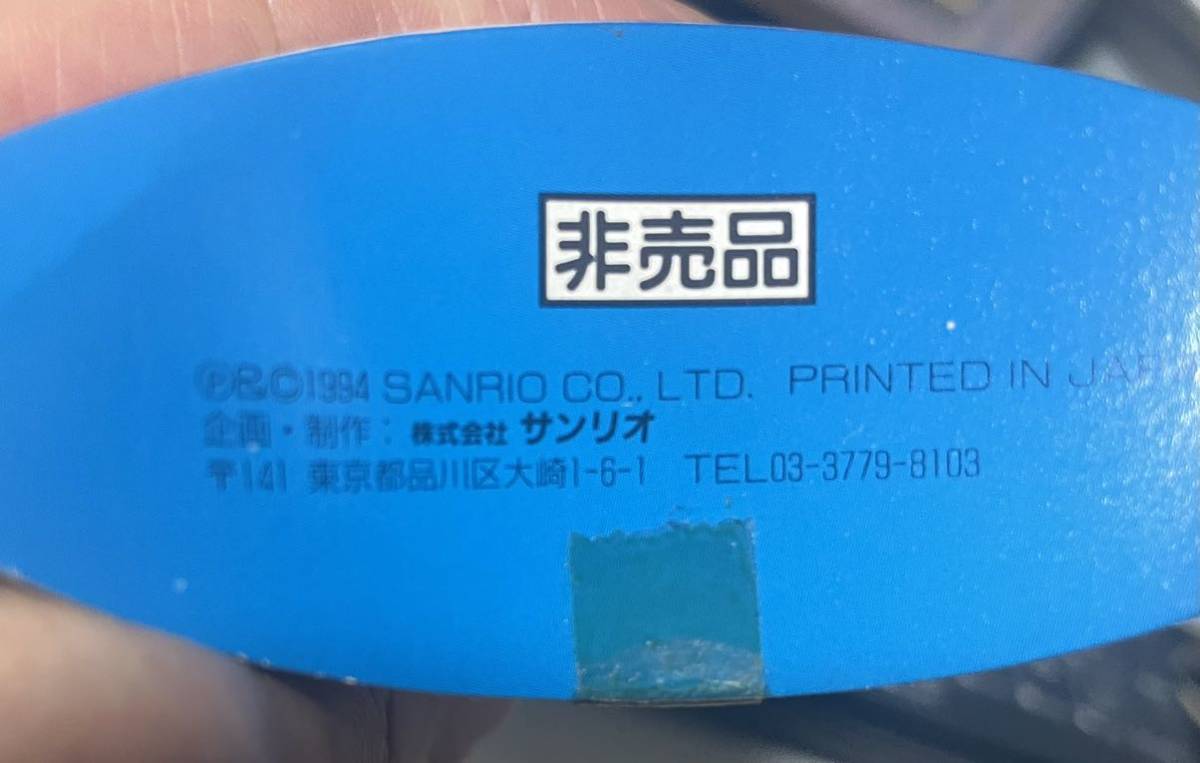 非売品
Ⓟ&©1994 SANRIO CO., LTD. PRINTED IN JAP
企画・制作: 株式会社 サンリオ
〒141 東京都品川区大崎1-6-1 TEL03-3779-8103